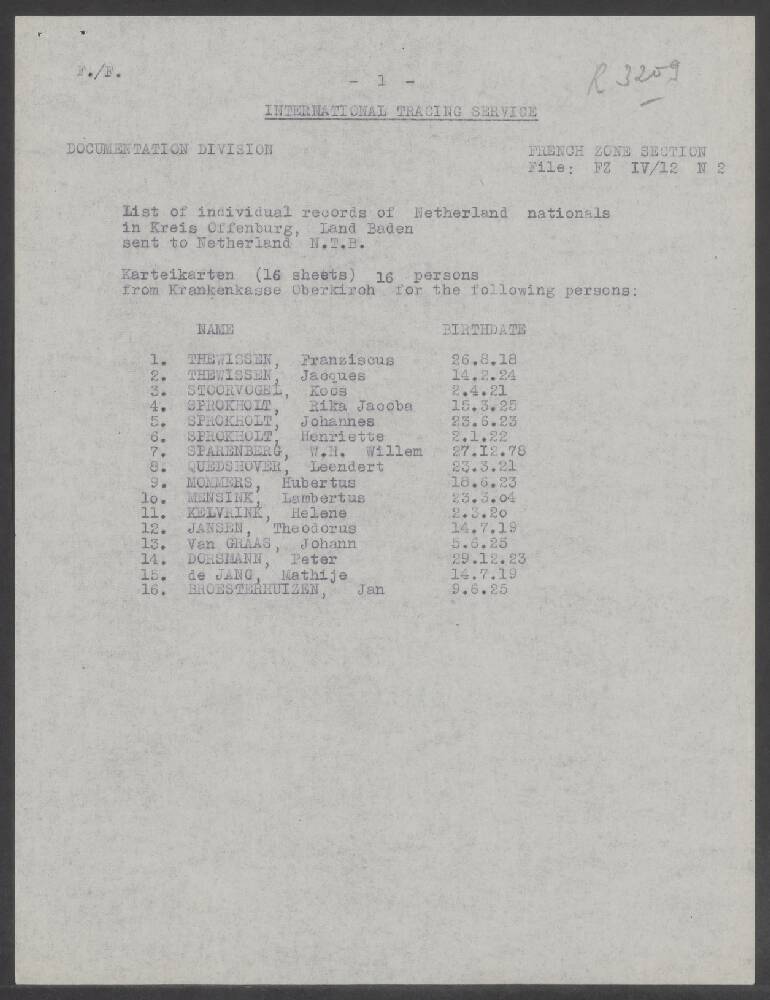 F./F.
- 1 -
R 3209
INTERNATIONAL TRACING SERVICE
DOCUMENTATION DIVISION
FRENCH ZONE SECTION
File: FZ IV/12 N 2
List of individual records of Netherland nationals
in Kreis Offenburg, Land Baden
sent to Netherland N.T.B.
Karteikarten (16 sheets) 16 persons
from Krankenkasse Oberkirch for the following persons:
NAME BIRTHDATE
1. THEWISSEN, Franziscus 26.8.18
2. THEWISSEN, Jacques 14.2.24
3. STOORVOGEL, Koos 2.4.21
4. SPROKHOLT, Rika Jacoba 15.3.25
5. SPROKHOLT, Johannes 23.6.23
6. SPROKHOLT, Henriette 2.1.22
7. SPARENBERG, W.H. Willem 27.12.78
8. QUEDSHOVER, Leendert 23.3.21
9. MOMMERS, Hubertus 18.6.23
10. MENSINK, Lambertus 23.3.04
11. KELVRINK, Helene 2.3.20
12. JANSEN, Theodorus 14.7.19
13. Van GRAAS, Johann 5.6.25
14. DORSMANN, Peter 29.12.23
15. de JANG, Mathije 14.7.19
16. BROESTERHUIZEN, Jan 9.6.25